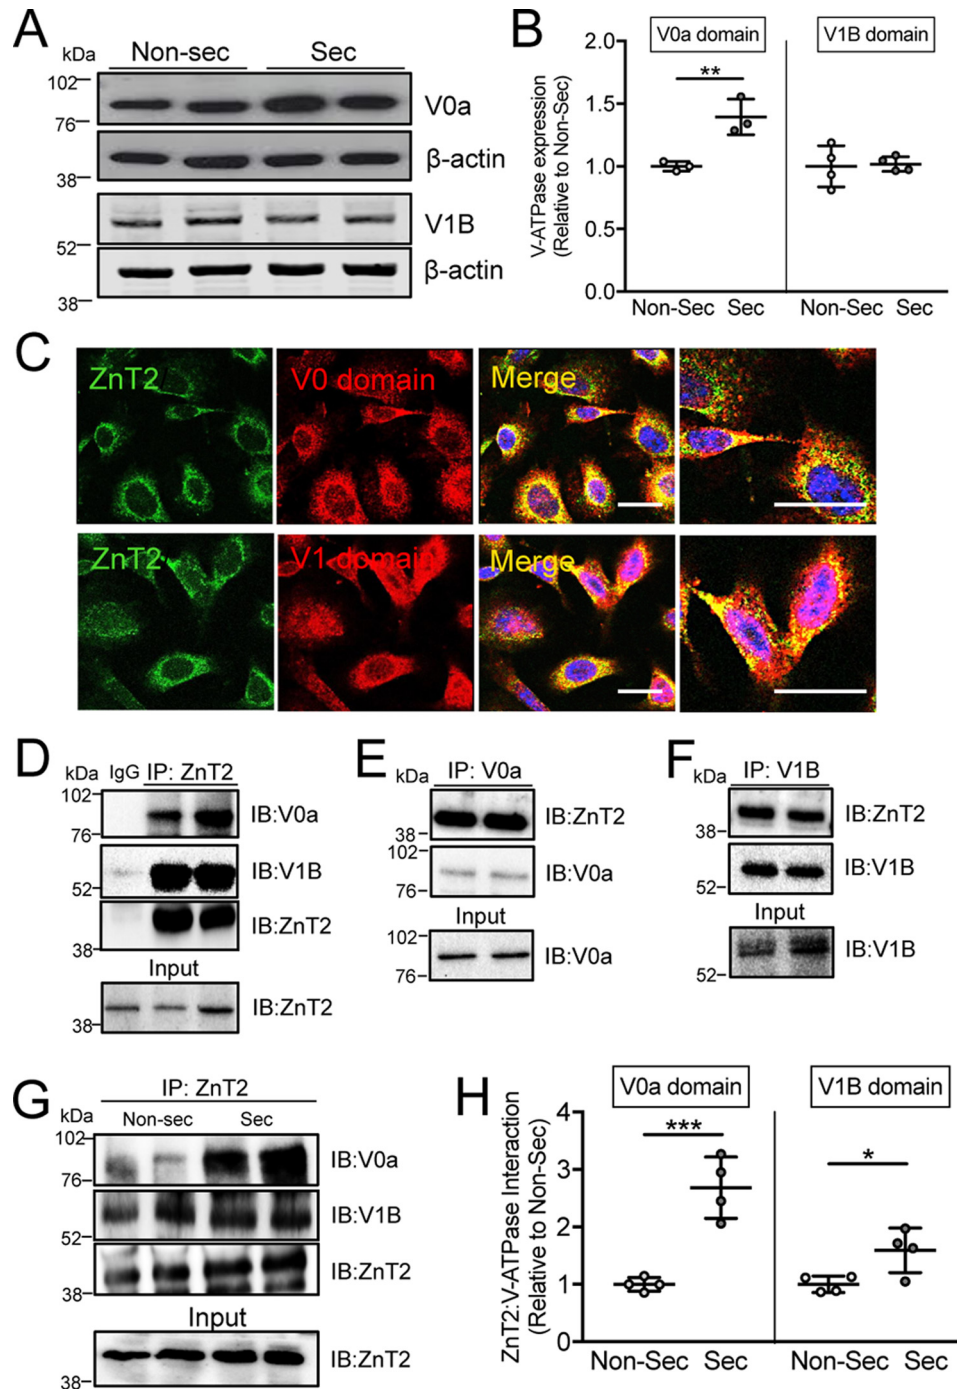 A
kDa
Non-sec
Sec
102
76
V0a
38
β-actin
V1B
52
β-actin
38
B
V0a domain
V1B domain
V-ATPase expression
(Relative to Non-Sec)
2.0
1.5
1.0
0.5
0.0
**
Non-Sec
Sec
Non-Sec
Sec
C
ZnT2
V0 domain
Merge
ZnT2
V1 domain
Merge
D
kDa
IgG
IP: ZnT2
102
76
IB:V0a
52
IB:V1B
38
IB:ZnT2
Input
38
IB:ZnT2
E
kDa
IP: V0a
38
IB:ZnT2
102
76
IB:V0a
Input
102
76
IB:V0a
F
kDa
IP: V1B
38
IB:ZnT2
52
IB:V1B
Input
52
IB:V1B
G
IP: ZnT2
kDa
Non-sec
Sec
102
76
IB:V0a
52
IB:V1B
38
IB:ZnT2
Input
38
IB:ZnT2
H
V0a domain
V1B domain
ZnT2:V-ATPase Interaction
(Relative to Non-Sec)
4
3
2
1
0
***
*
Non-Sec
Sec
Non-Sec
Sec